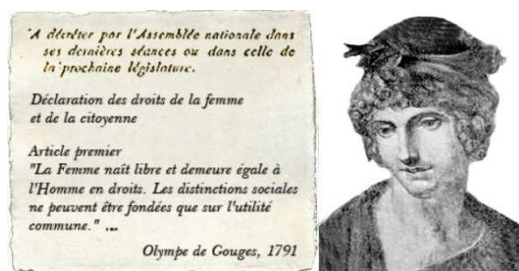 "A décréter par l'Assemblée nationale dans
ses dernières séances ou dans celle de
la prochaine législature.
Déclaration des droits de la femme
et de la citoyenne
Article premier
"La Femme naît libre et demeure égale à
l'Homme en droits. Les distinctions sociales
ne peuvent être fondées que sur l'utilité
commune." ...
Olympe de Gouges, 1791